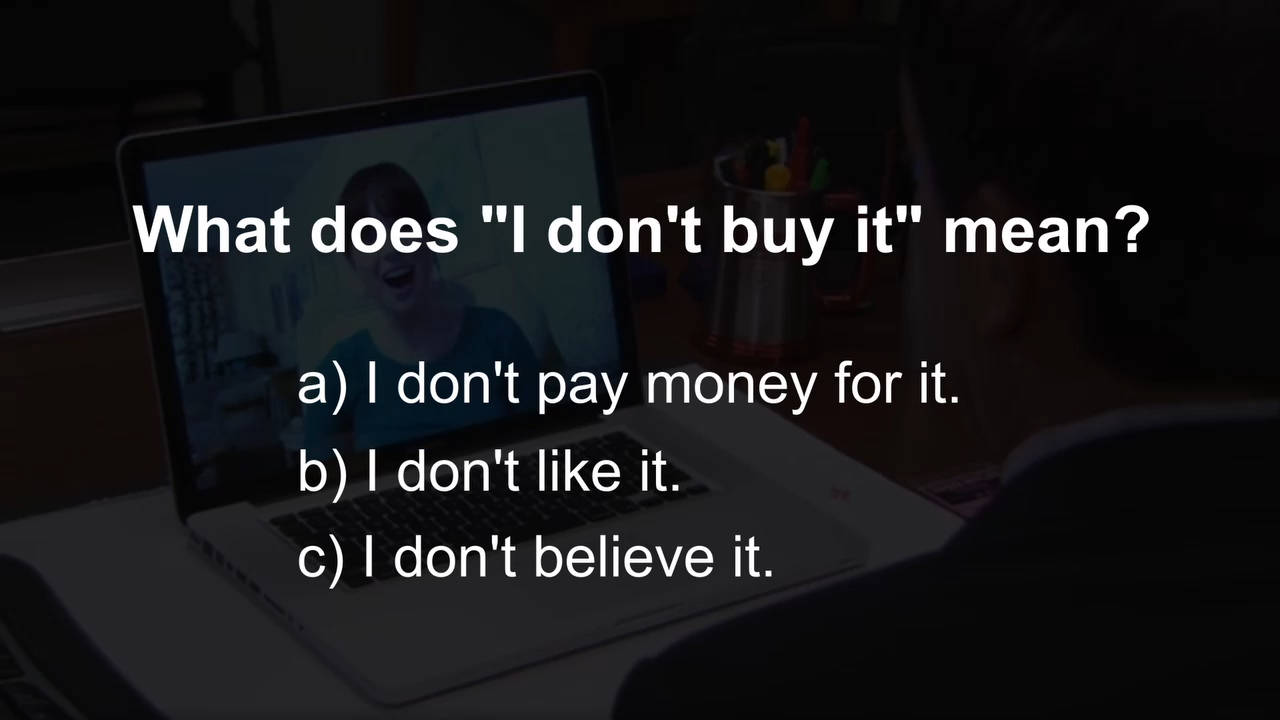 What does "I don't buy it" mean?
a) I don't pay money for it.
b) I don't like it.
c) I don't believe it.